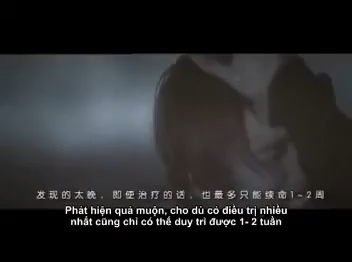 发现的太晚，即便治疗的话，也最多只能续命1-2周
Phát hiện quá muộn, cho dù có điều trị nhiều
nhất cũng chỉ có thể duy trì được 1- 2 tuần